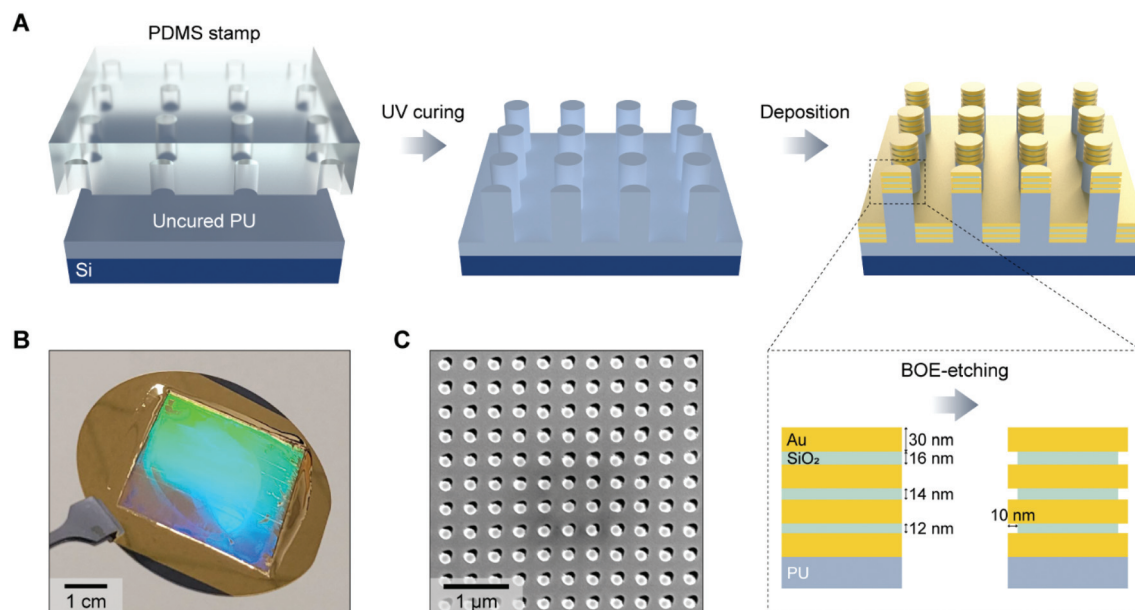 A
PDMS stamp
Uncured PU
Si
UV curing
Deposition
B
1 cm
C
1 µm
BOE-etching
Au
30 nm
SiO₂
16 nm
14 nm
12 nm
10 nm
PU